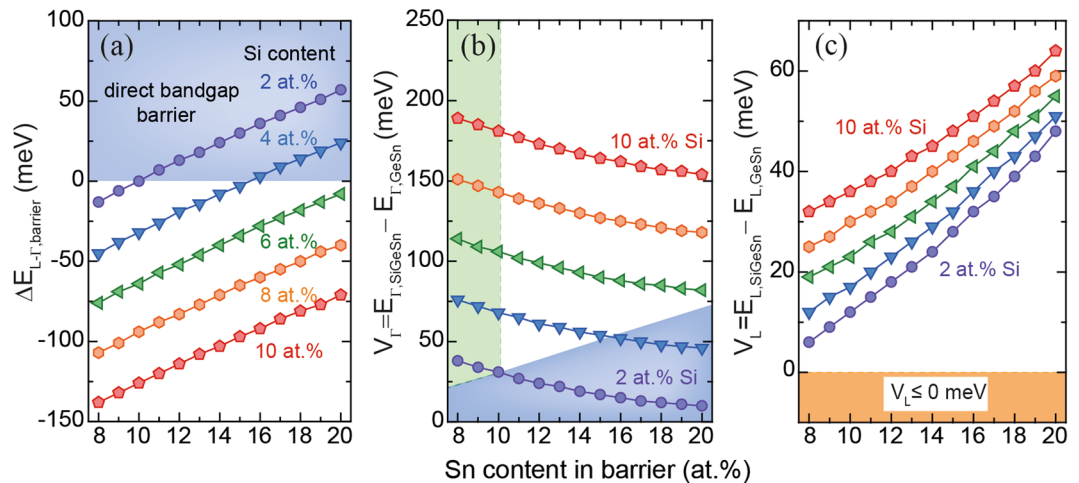 (a)
Si content
2 at.%
direct bandgap
barrier
4 at.%
6 at.%
8 at.%
10 at.%
100
50
0
-50
-100
-150
ΔE_L-Γ,barrier (meV)
8 10 12 14 16 18 20
(b)
10 at.% Si
2 at.% Si
250
200
150
100
50
0
V_Γ=E_Γ,SiGeSn − E_Γ,GeSn (meV)
8 10 12 14 16 18 20
Sn content in barrier (at.%)
(c)
10 at.% Si
2 at.% Si
V_L ≤ 0 meV
60
40
20
0
V_L=E_L,SiGeSn − E_L,GeSn (meV)
8 10 12 14 16 18 20